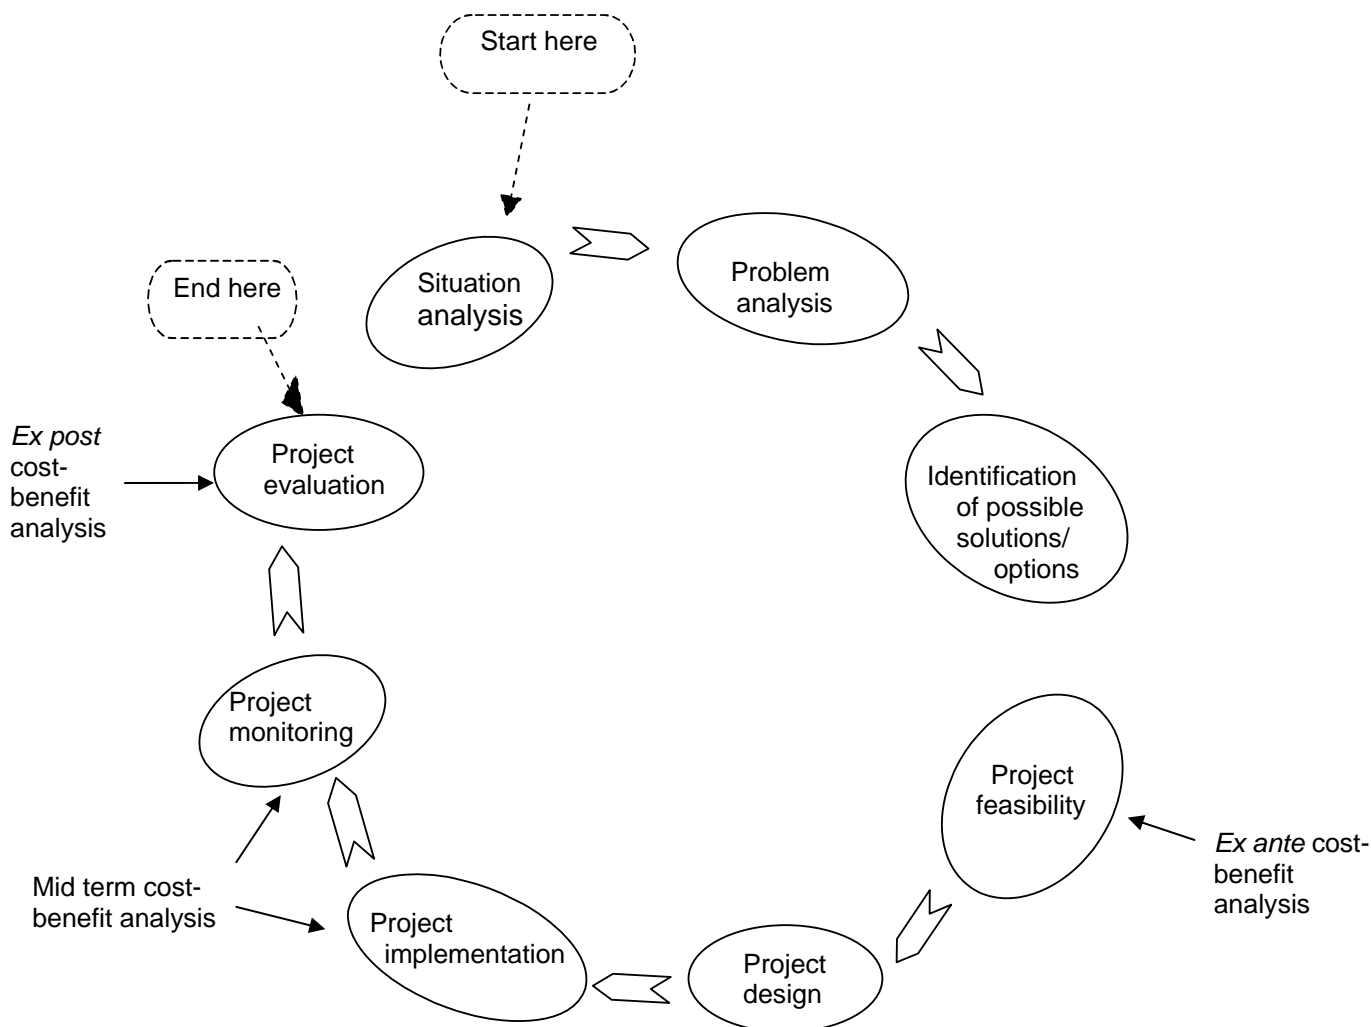 Start here
End here
Situation
analysis
Problem
analysis
Identification
of possible
solutions/
options
Project
feasibility
Ex ante cost-
benefit
analysis
Project
design
Project
implementation
Mid term cost-
benefit analysis
Project
monitoring
Project
evaluation
Ex post
cost-
benefit
analysis